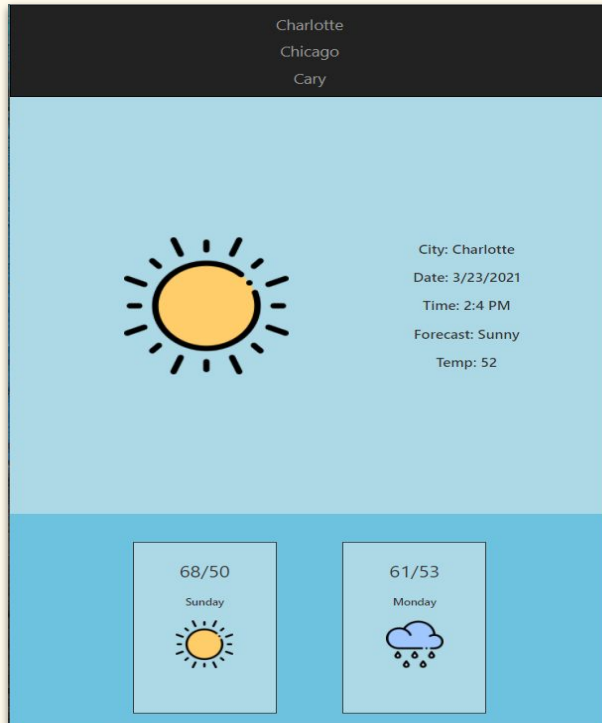 Charlotte
Chicago
Cary
City: Charlotte
Date: 3/23/2021
Time: 2:4 PM
Forecast: Sunny
Temp: 52
68/50
Sunday
61/53
Monday